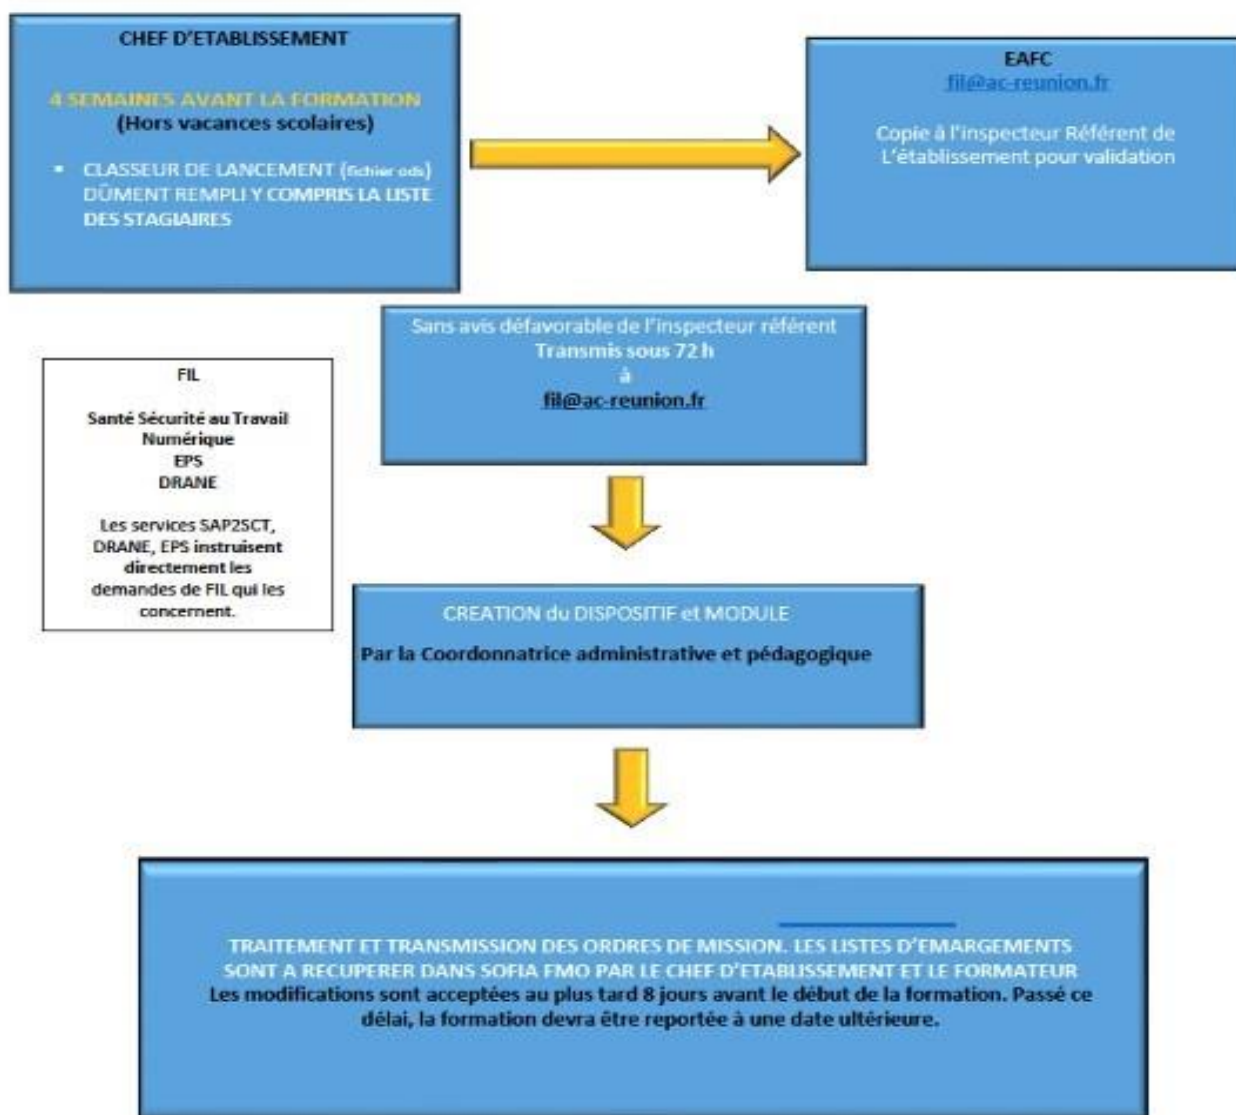 CHEF D'ETABLISSEMENT
4 SEMAINES AVANT LA FORMATION
(Hors vacances scolaires)
▪ CLASSEUR DE LANCEMENT (fichier ods)
DÛMENT REMPLI Y COMPRIS LA LISTE
DES STAGIAIRES
EAFC
fil@ac-reunion.fr
Copie à l'inspecteur Référent de
L'établissement pour validation
Sans avis défavorable de l'inspecteur référent
Transmis sous 72 h
à
fil@ac-reunion.fr
FIL
Santé Sécurité au Travail
Numérique
EPS
DRANE
Les services SAP2SCT,
DRANE, EPS instruisent
directement les
demandes de FIL qui les
concernent.
CREATION du DISPOSITIF et MODULE
Par la Coordonnatrice administrative et pédagogique
TRAITEMENT ET TRANSMISSION DES ORDRES DE MISSION. LES LISTES D'EMARGEMENTS
SONT A RECUPERER DANS SOFIA FMO PAR LE CHEF D'ETABLISSEMENT ET LE FORMATEUR
Les modifications sont acceptées au plus tard 8 jours avant le début de la formation. Passé ce
délai, la formation devra être reportée à une date ultérieure.